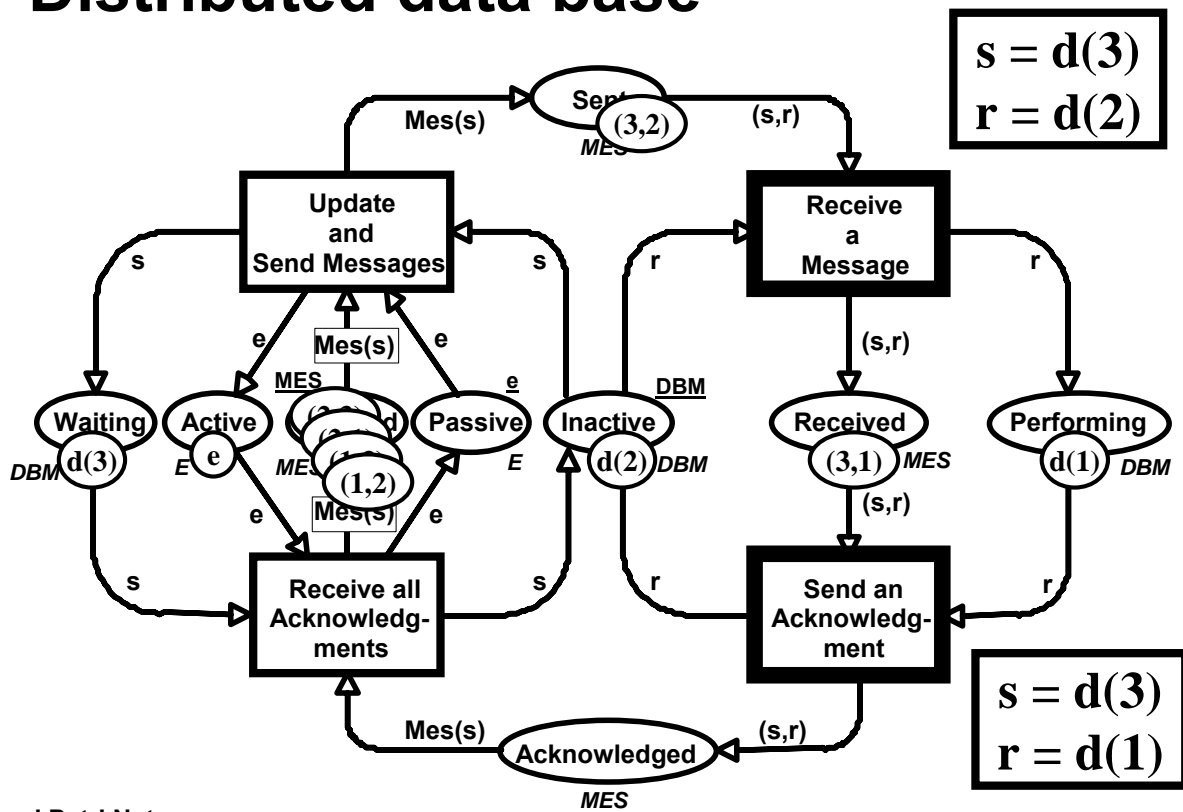 Distributed data base
s = d(3)
r = d(2)
Mes(s)
(3,2)
MES
(s,r)
Update
and
Send Messages
Receive
a
Message
s
s
r
r
e
Mes(s)
e
(s,r)
MES
e
DBM
Waiting
Active
Passive
Inactive
Received
Performing
d(3)
DBM
e
E
MES
(1,2)
E
d(2)
DBM
(3,1)
MES
d(1)
DBM
e
Mes(s)
e
(s,r)
s
s
r
r
Receive all
Acknowledg-
ments
Send an
Acknowledg-
ment
s = d(3)
r = d(1)
Mes(s)
Acknowledged
(s,r)
MES